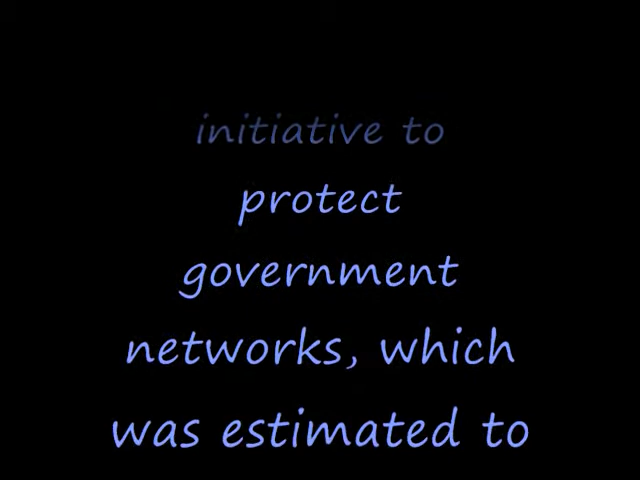 initiative to
protect
government
networks, which
was estimated to